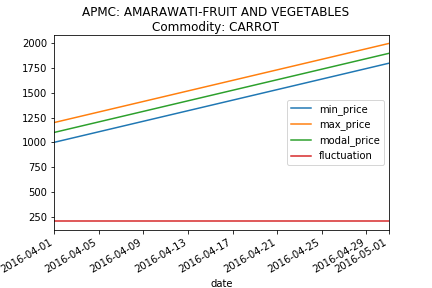 APMC: AMARAWATI-FRUIT AND VEGETABLES
Commodity: CARROT
2000
1750
1500
1250
1000
750
500
250
min_price
max_price
modal_price
fluctuation
2016-04-01
2016-04-05
2016-04-09
2016-04-13
2016-04-17
2016-04-21
2016-04-25
2016-04-29
2016-05-01
date